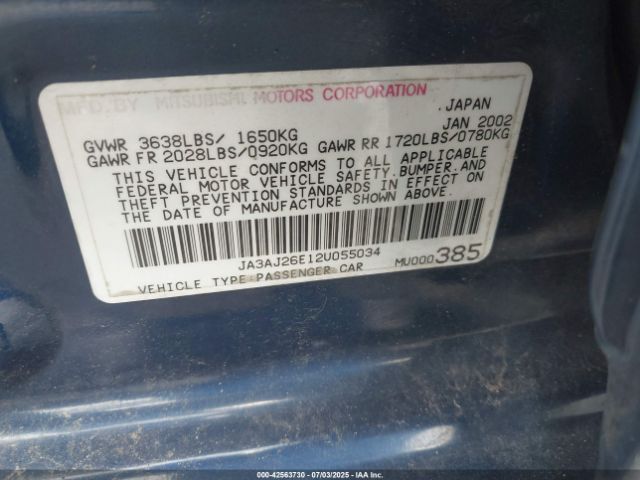 MFD. BY MITSUBISHI MOTORS CORPORATION
JAPAN
GVWR 3638LBS/ 1650KG JAN 2002
GAWR FR 2028LBS/0920KG GAWR RR 1720LBS/0780KG
THIS VEHICLE CONFORMS TO ALL APPLICABLE
FEDERAL MOTOR VEHICLE SAFETY, BUMPER, AND
THEFT PREVENTION STANDARDS IN EFFECT ON
THE DATE OF MANUFACTURE SHOWN ABOVE.
JA3AJ26E12U055034
VEHICLE TYPE:PASSENGER CAR MU000385
000-42563730 - 07/03/2025 - IAAI.COM